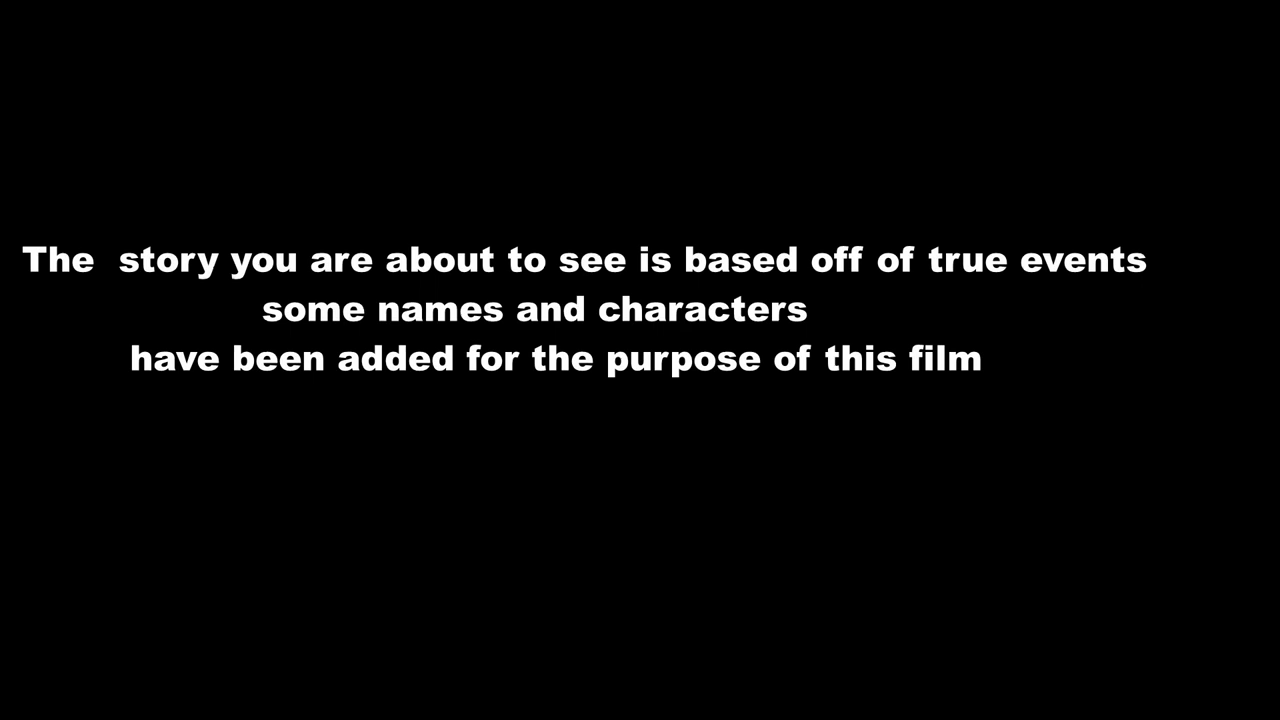 The  story you are about to see is based off of true events
some names and characters
have been added for the purpose of this film